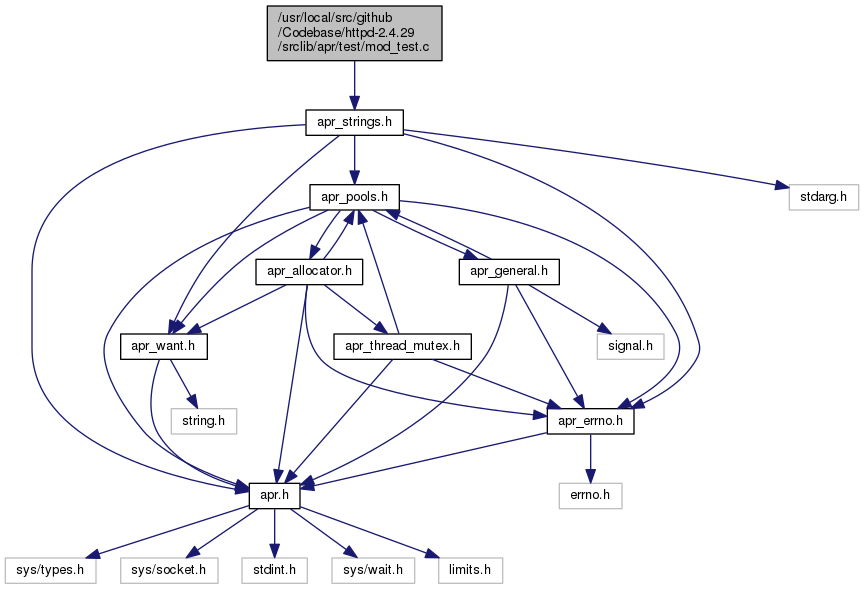 /usr/local/src/github
/Codebase/httpd-2.4.29
/srclib/apr/test/mod_test.c
apr_strings.h
apr_pools.h
stdarg.h
apr_allocator.h
apr_general.h
apr_want.h
apr_thread_mutex.h
signal.h
string.h
apr_errno.h
apr.h
errno.h
sys/types.h
sys/socket.h
stdint.h
sys/wait.h
limits.h